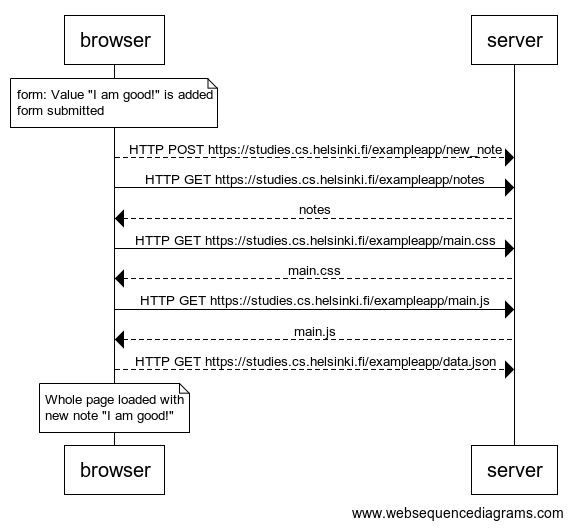 browser server
form: Value "I am good!" is added
form submitted
HTTP POST https://studies.cs.helsinki.fi/exampleapp/new_note
HTTP GET https://studies.cs.helsinki.fi/exampleapp/notes
notes
HTTP GET https://studies.cs.helsinki.fi/exampleapp/main.css
main.css
HTTP GET https://studies.cs.helsinki.fi/exampleapp/main.js
main.js
HTTP GET https://studies.cs.helsinki.fi/exampleapp/data.json
Whole page loaded with
new note "I am good!"
browser server
www.websequencediagrams.com